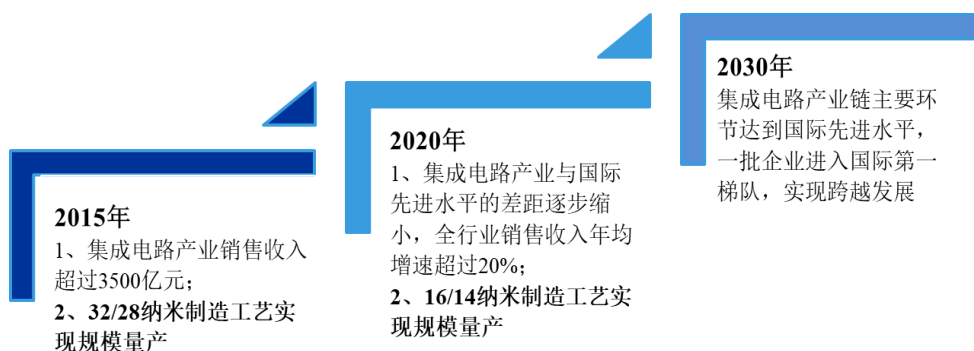 2015年
1、集成电路产业销售收入
超过3500亿元；
2、32/28纳米制造工艺实
现规模量产
2020年
1、集成电路产业与国际
先进水平的差距逐步缩
小，全行业销售收入年均
增速超过20%；
2、16/14纳米制造工艺实
现规模量产
2030年
集成电路产业链主要环
节达到国际先进水平，
一批企业进入国际第一
梯队，实现跨越发展